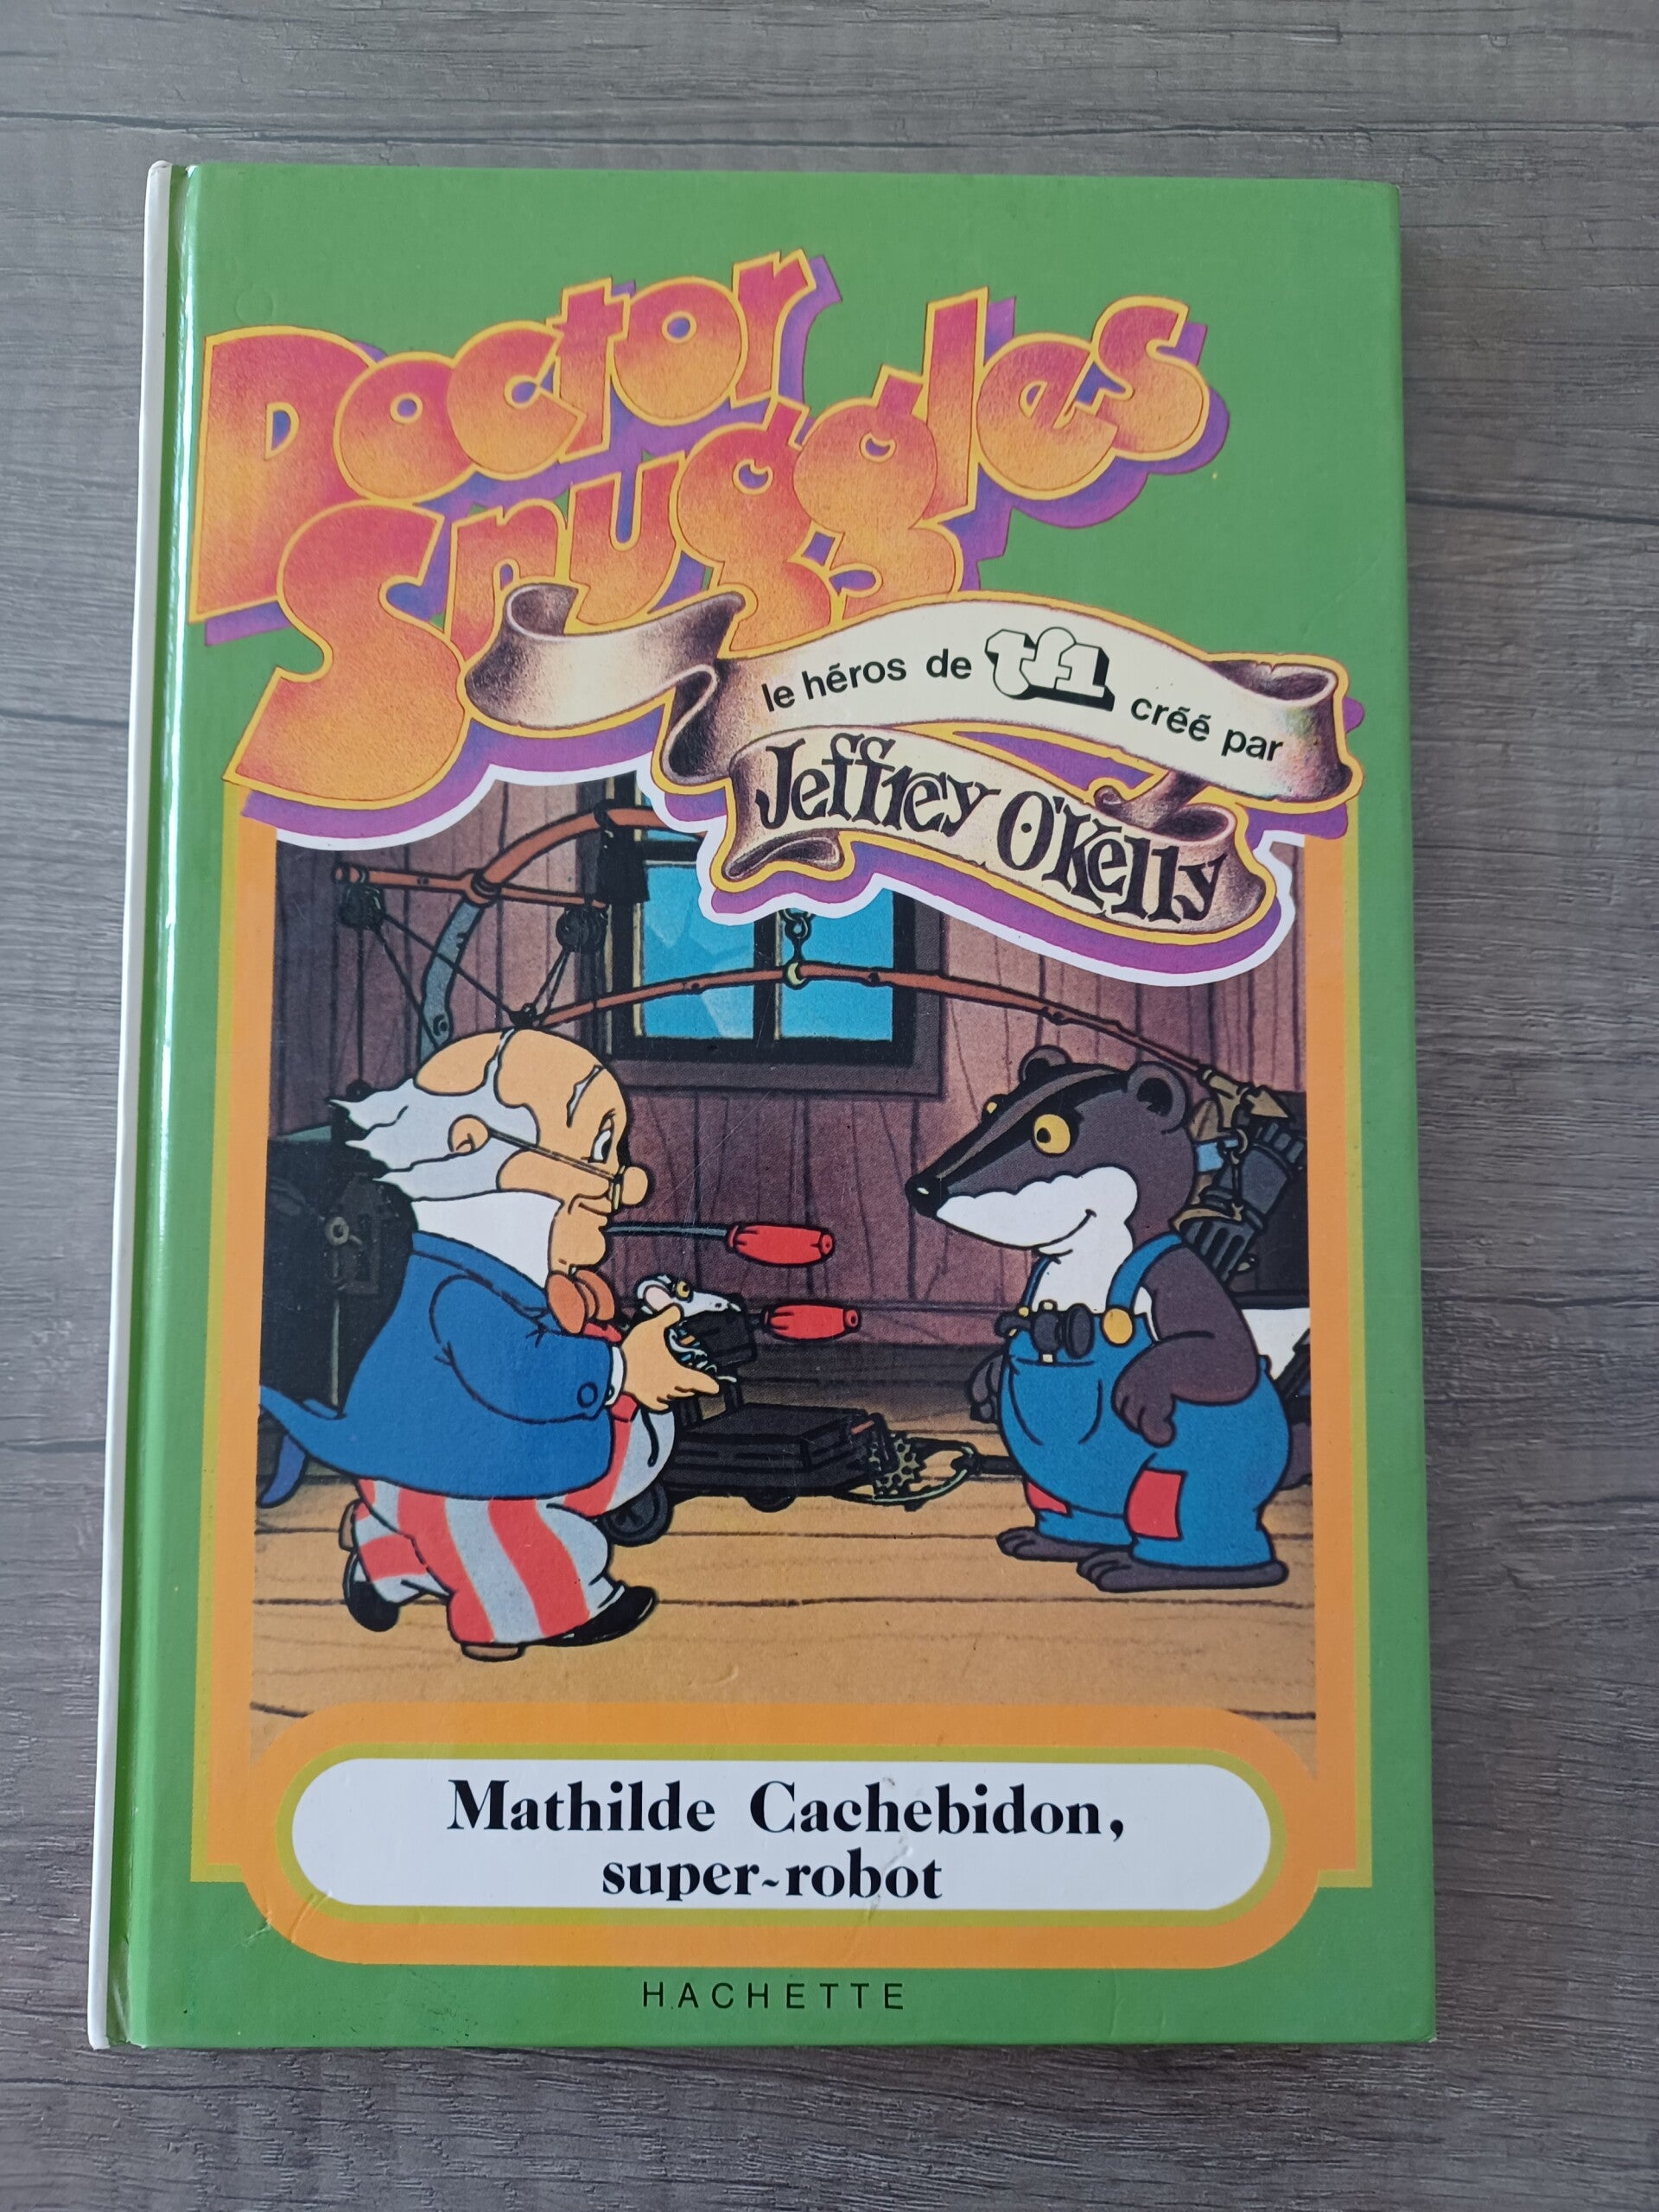 Doctor
Snuggles
le héros de tf1 créé par
Jeffrey O'Kelly
Mathilde Cachebidon,
super-robot
HACHETTE